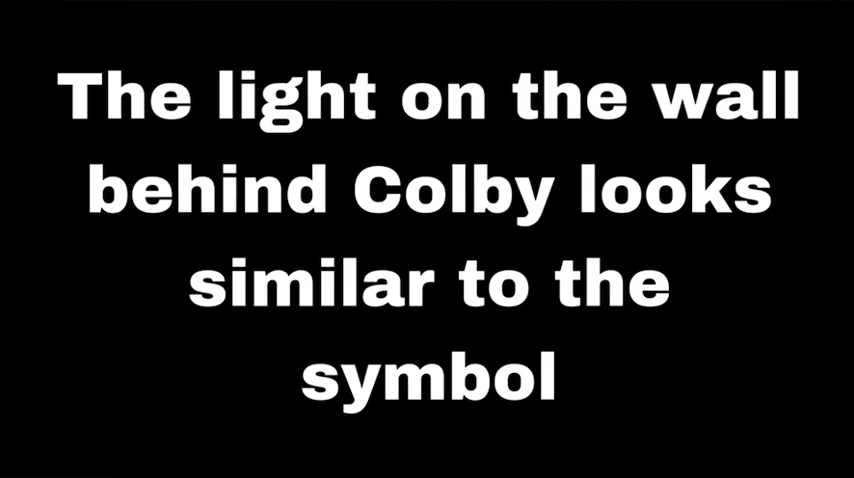 The light on the wall
behind Colby looks
similar to the
symbol